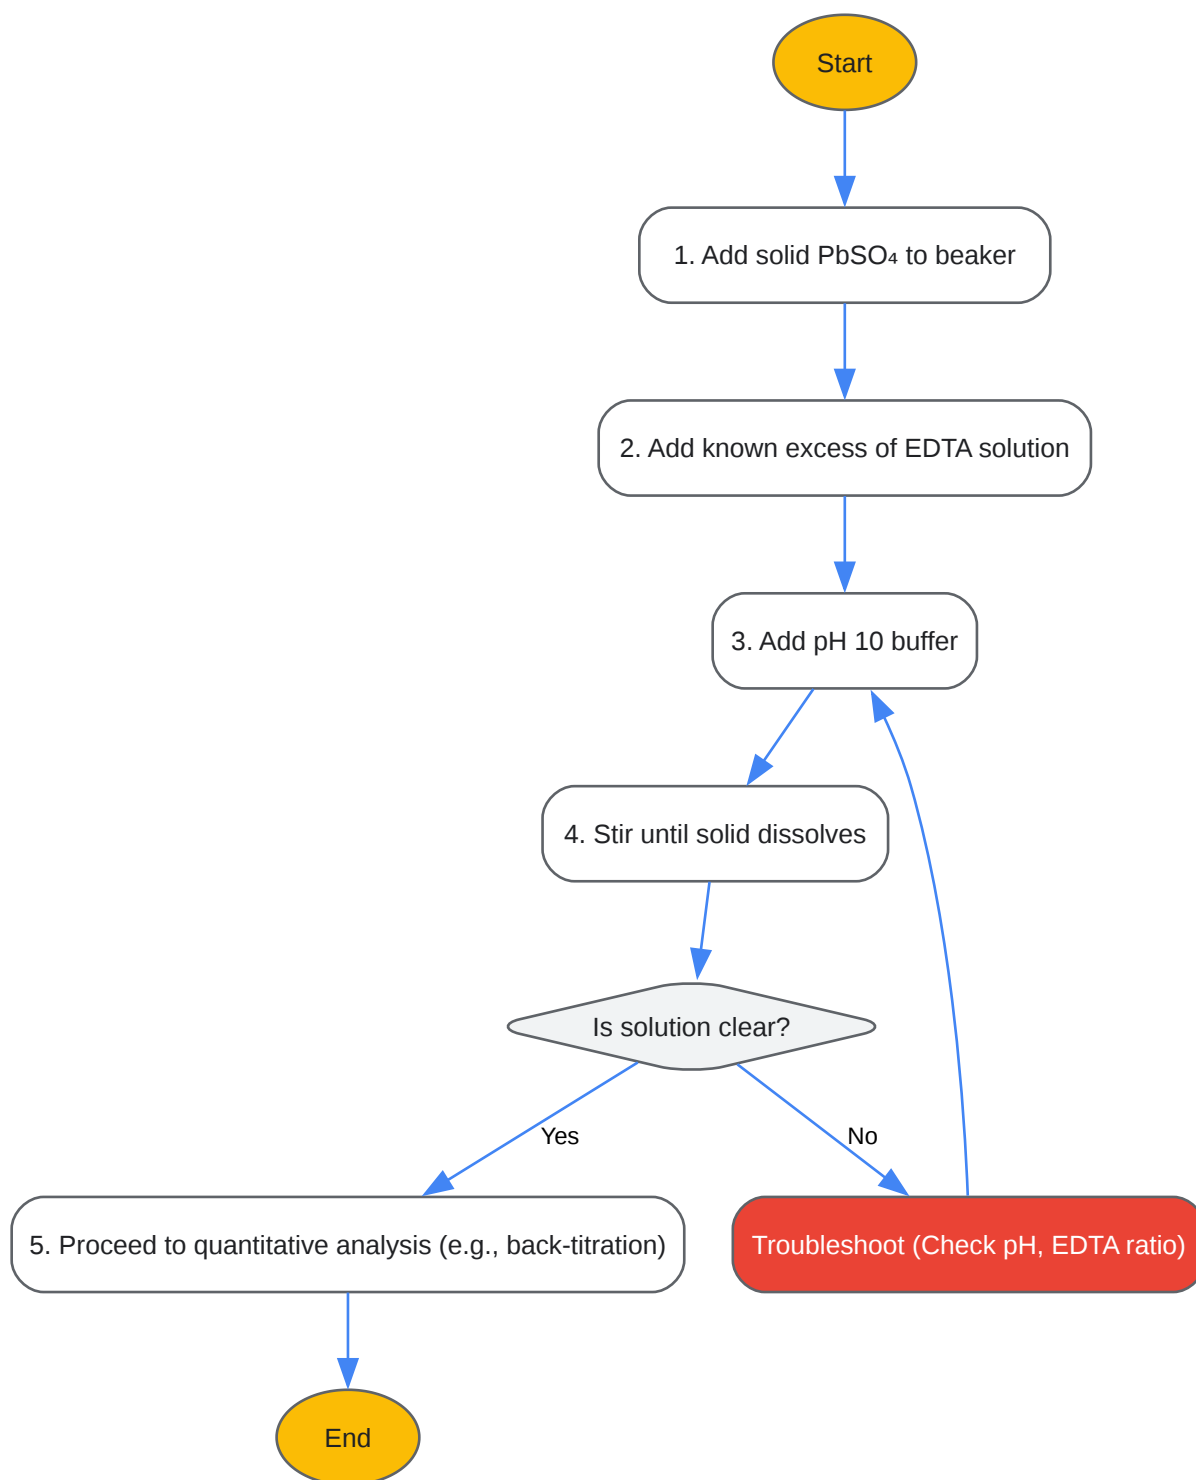 Start
1. Add solid PbSO₄ to beaker
2. Add known excess of EDTA solution
3. Add pH 10 buffer
4. Stir until solid dissolves
Is solution clear?
Yes
No
5. Proceed to quantitative analysis (e.g., back-titration)
Troubleshoot (Check pH, EDTA ratio)
End